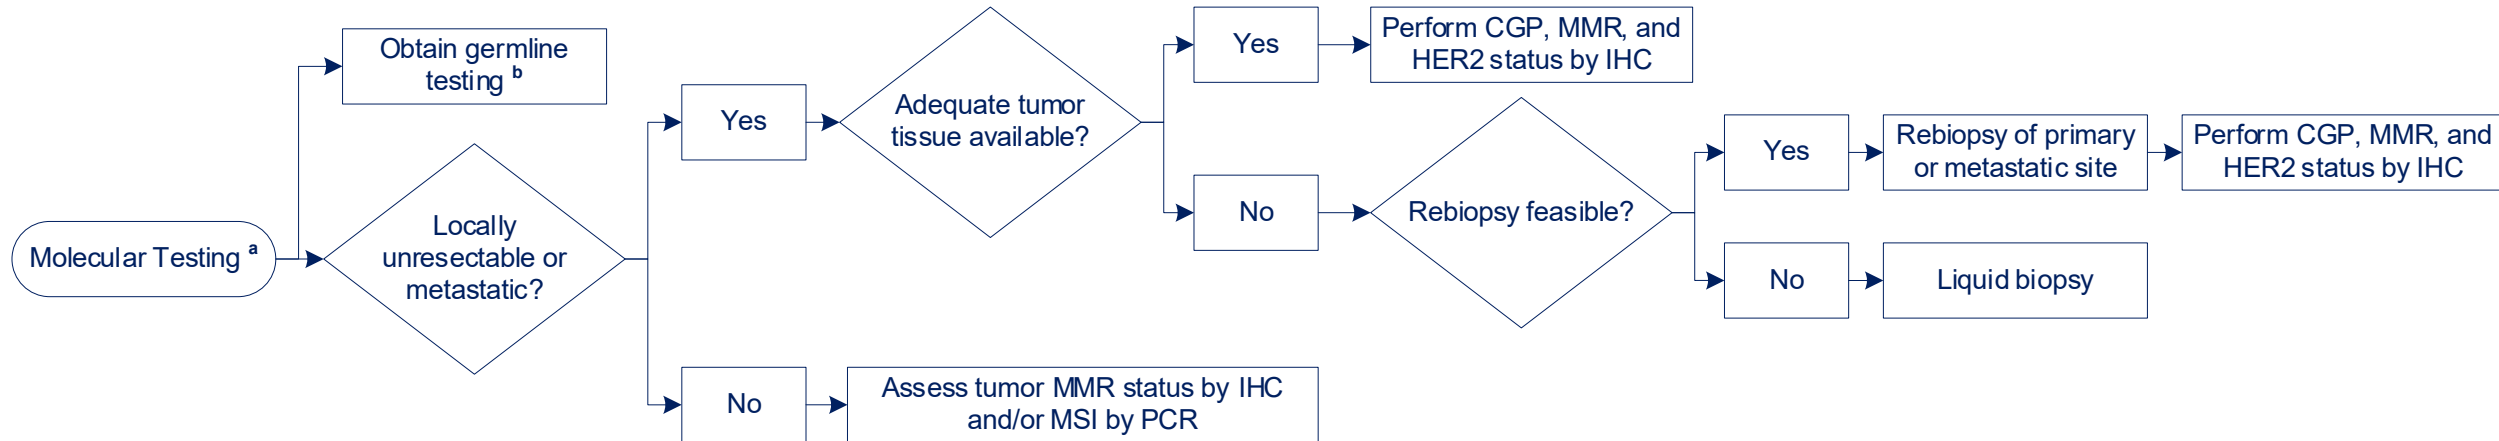 Molecular Testing a
Obtain germline
testing b
Locally
unresectable or
metastatic?
Yes
Adequate tumor
tissue available?
Yes
Perform CGP, MMR, and
HER2 status by IHC
No
Rebiopsy feasible?
Yes
Rebiopsy of primary
or metastatic site
Perform CGP, MMR, and
HER2 status by IHC
No
Liquid biopsy
No
Assess tumor MMR status by IHC
and/or MSI by PCR